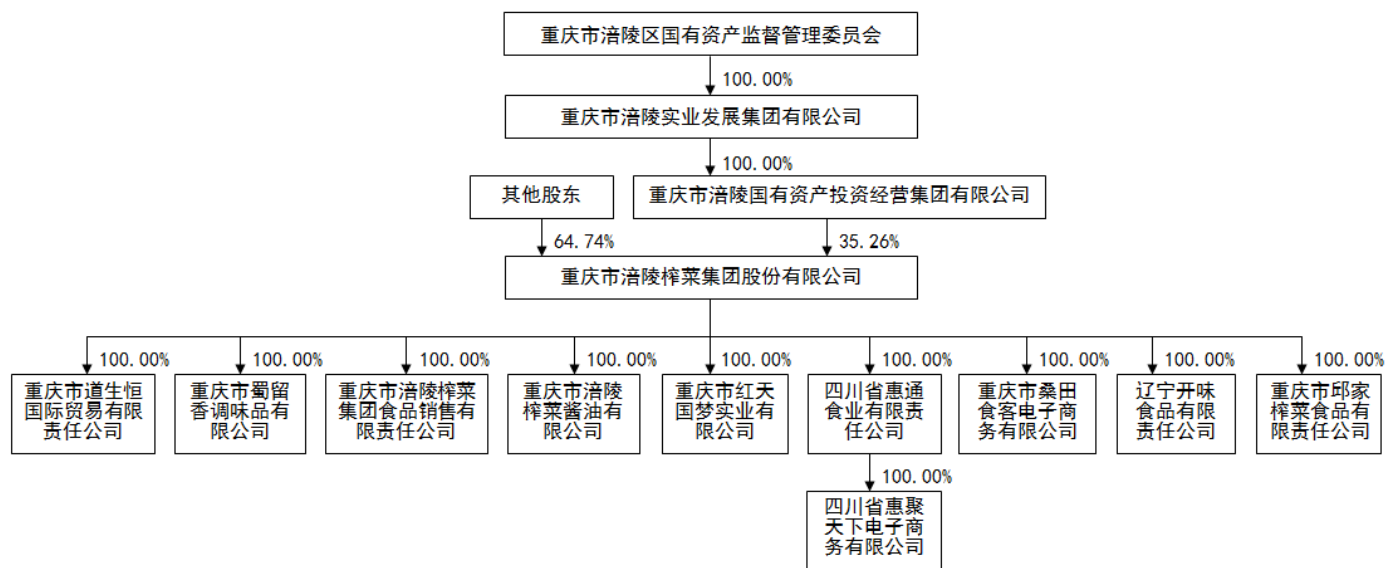 重庆市涪陵区国有资产监督管理委员会
100.00%
重庆市涪陵实业发展集团有限公司
100.00%
其他股东
重庆市涪陵国有资产投资经营集团有限公司
64.74%
35.26%
重庆市涪陵榨菜集团股份有限公司
100.00%
100.00%
100.00%
100.00%
100.00%
100.00%
100.00%
100.00%
100.00%
重庆市道生恒
国际贸易有限
责任公司
重庆市蜀留
香调味品有
限公司
重庆市涪陵榨菜
集团食品销售有
限责任公司
重庆市涪陵
榨菜酱油有
限公司
重庆市红天
国梦实业有
限公司
四川省惠通
食业有限责
任公司
重庆市桑田
食客电子商
务有限公司
辽宁开味
食品有限
责任公司
重庆市邱家
榨菜食品有
限责任公司
100.00%
四川省惠聚
天下电子商
务有限公司